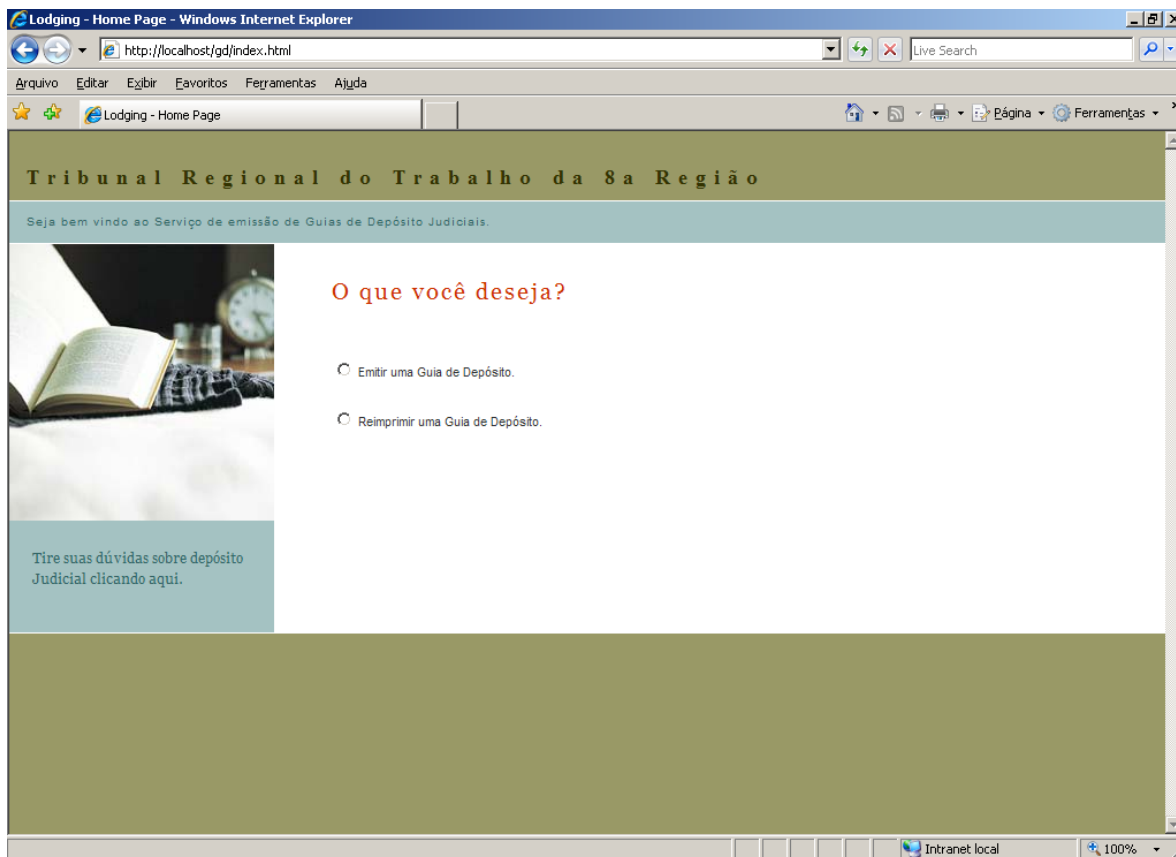 Lodging - Home Page - Windows Internet Explorer
http://localhost/gd/index.html
Live Search
Arquivo Editar Exibir Favoritos Ferramentas Ajuda
Lodging - Home Page
Página
Ferramentas
Tribunal Regional do Trabalho da 8a Região
Seja bem vindo ao Serviço de emissão de Guias de Depósito Judiciais.
O que você deseja?
Emitir uma Guia de Depósito.
Reimprimir uma Guia de Depósito.
Tire suas dúvidas sobre depósito
Judicial clicando aqui.
Intranet local
100%